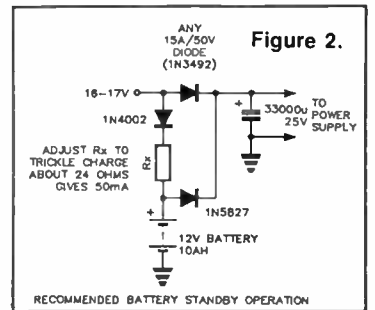 Figure 2.
ANY
15A/50V
DIODE
(1N3492)
16-17V
1N4002
+
33000u
25V
TO
POWER
SUPPLY
ADJUST Rx TO
TRICKLE CHARGE
ABOUT 24 OHMS
GIVES 50mA
Rx
1N5827
+
12V BATTERY
10AH
RECOMMENDED BATTERY STANDBY OPERATION